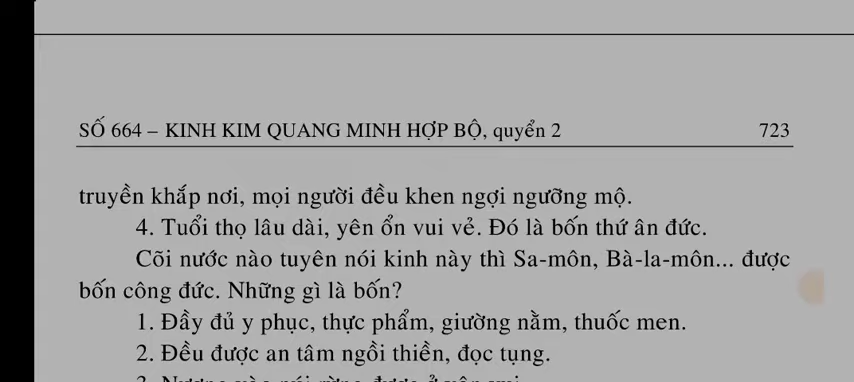 SỐ 664 – KINH KIM QUANG MINH HỢP BỘ, quyển 2 723
truyền khắp nơi, mọi người đều khen ngợi ngưỡng mộ.
4. Tuổi thọ lâu dài, yên ổn vui vẻ. Đó là bốn thứ ân đức.
Cõi nước nào tuyên nói kinh này thì Sa-môn, Bà-la-môn... được
bốn công đức. Những gì là bốn?
1. Đầy đủ y phục, thực phẩm, giường nằm, thuốc men.
2. Đều được an tâm ngồi thiền, đọc tụng.